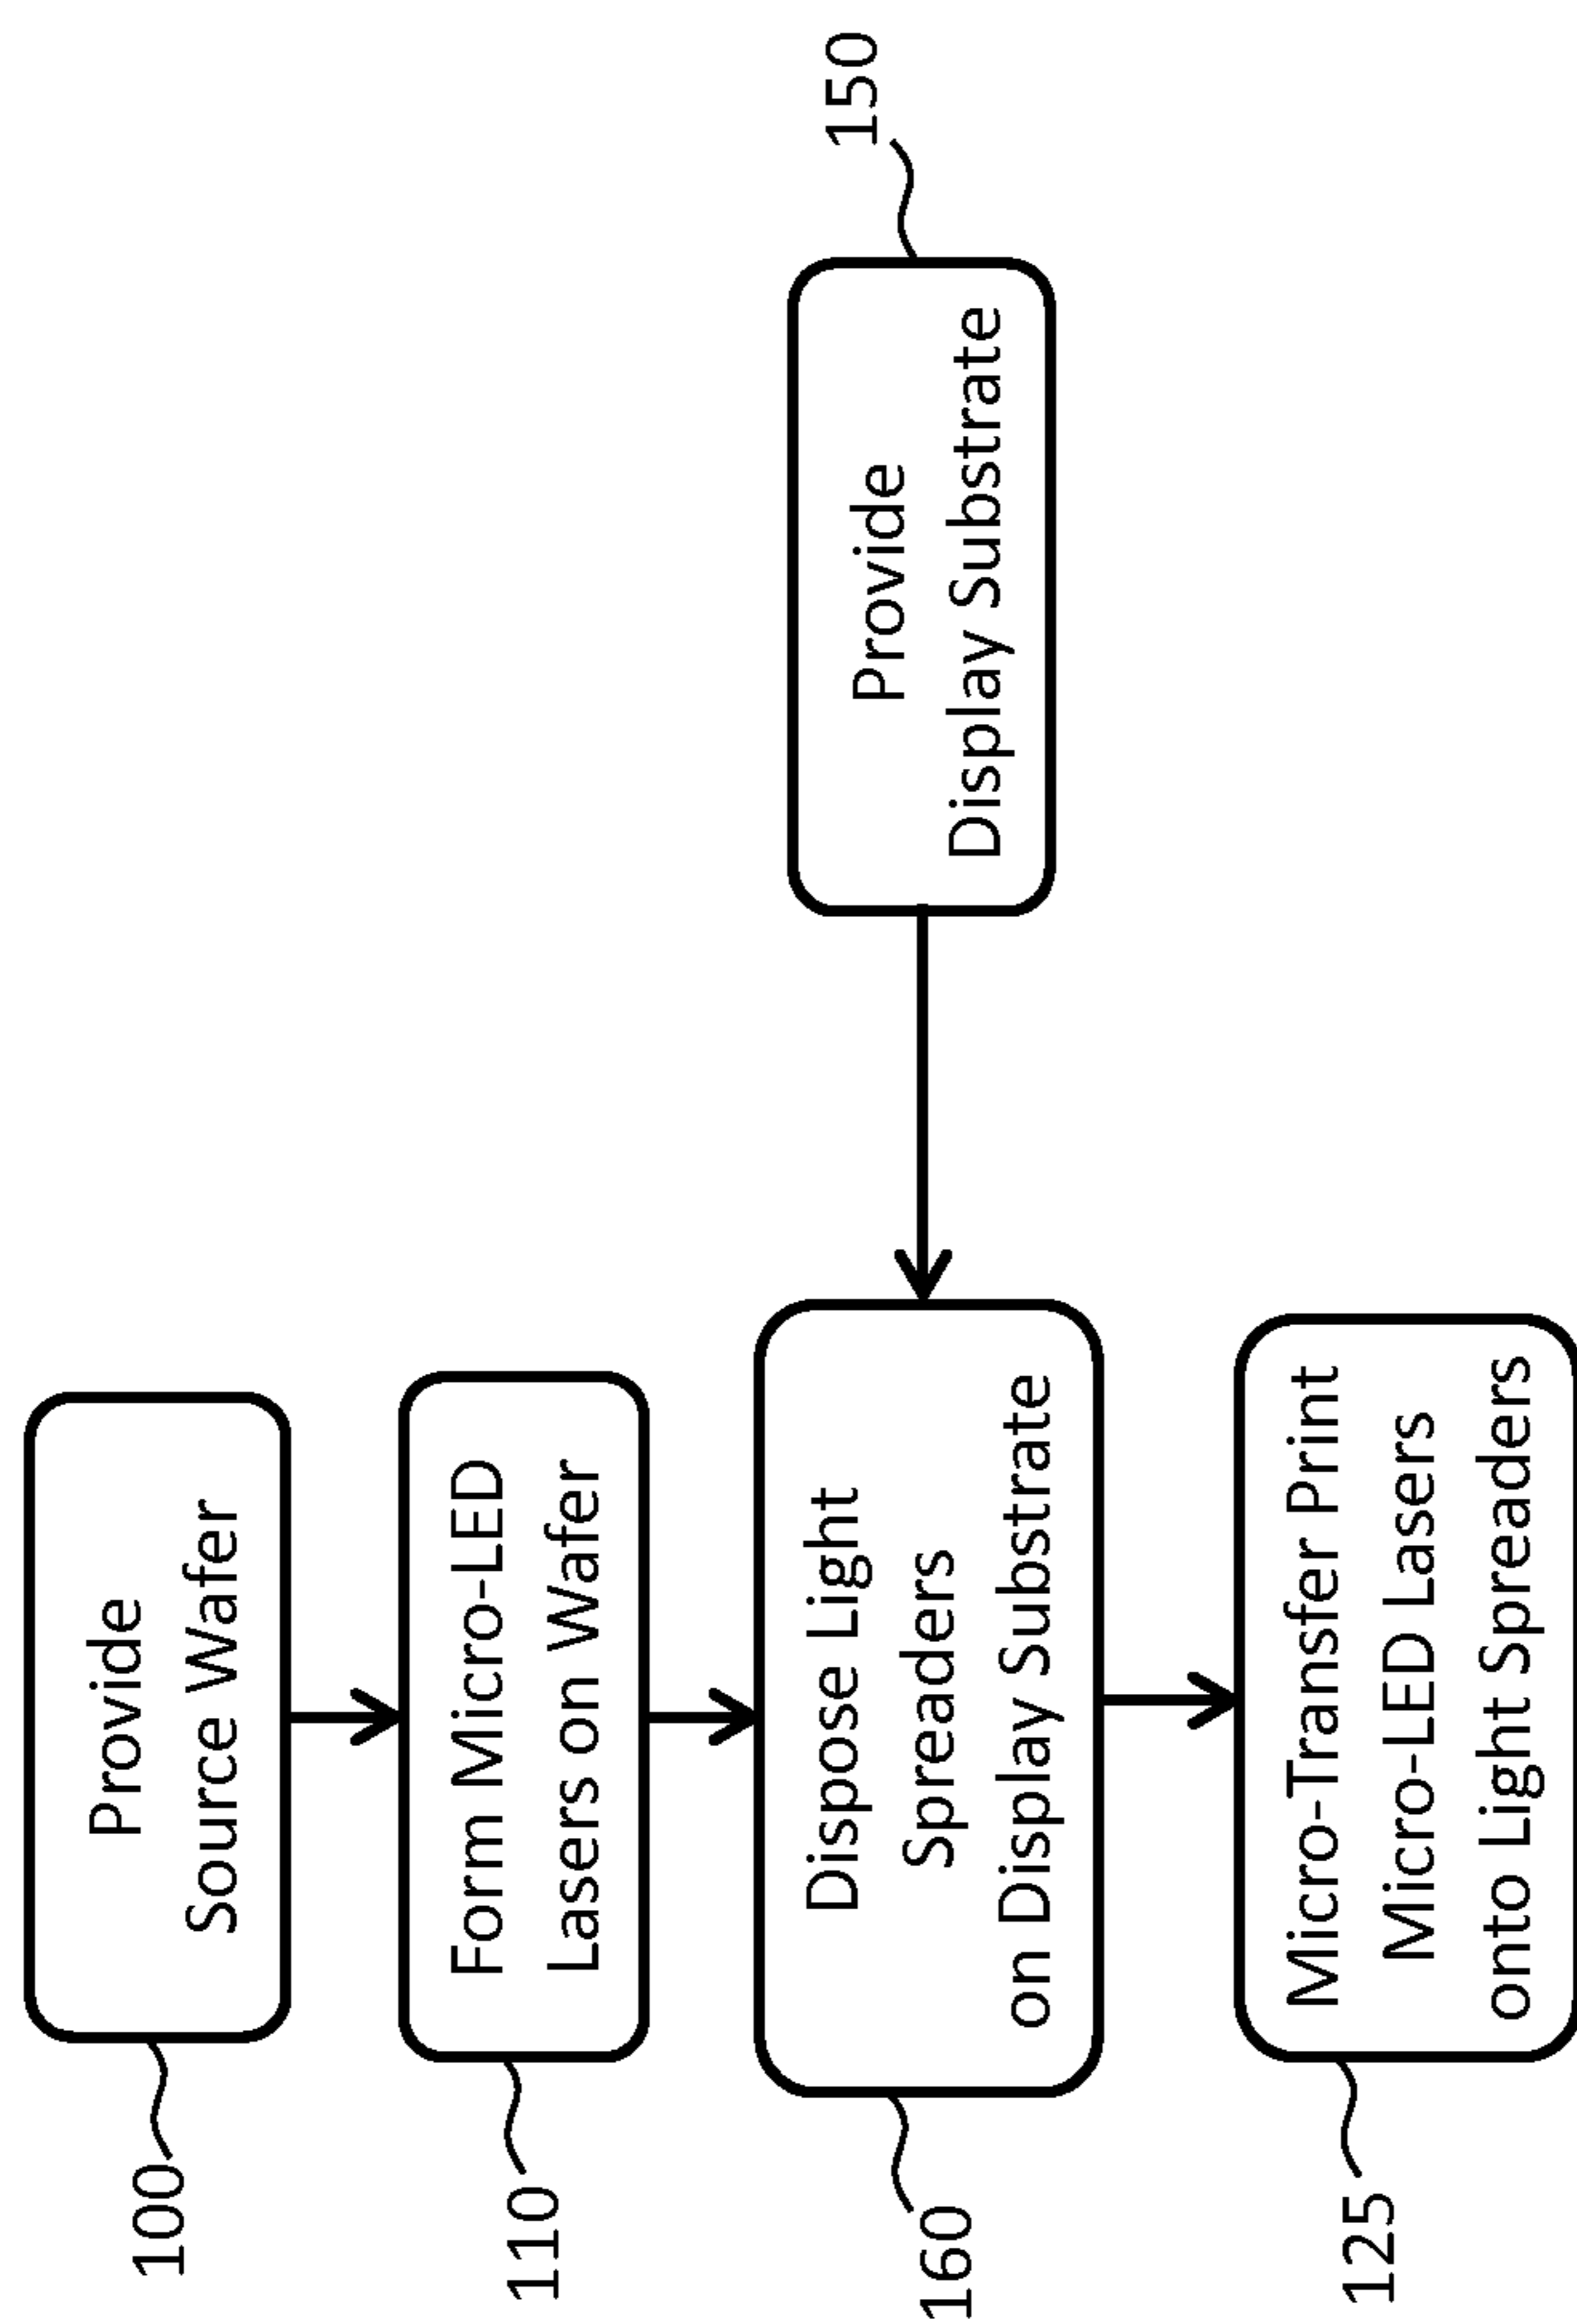 100
Provide
Source Wafer
110
Form Micro-LED
Lasers on Wafer
160
Dispose Light
Spreaders
on Display Substrate
150
Provide
Display Substrate
125
Micro-Transfer Print
Micro-LED Lasers
onto Light Spreaders